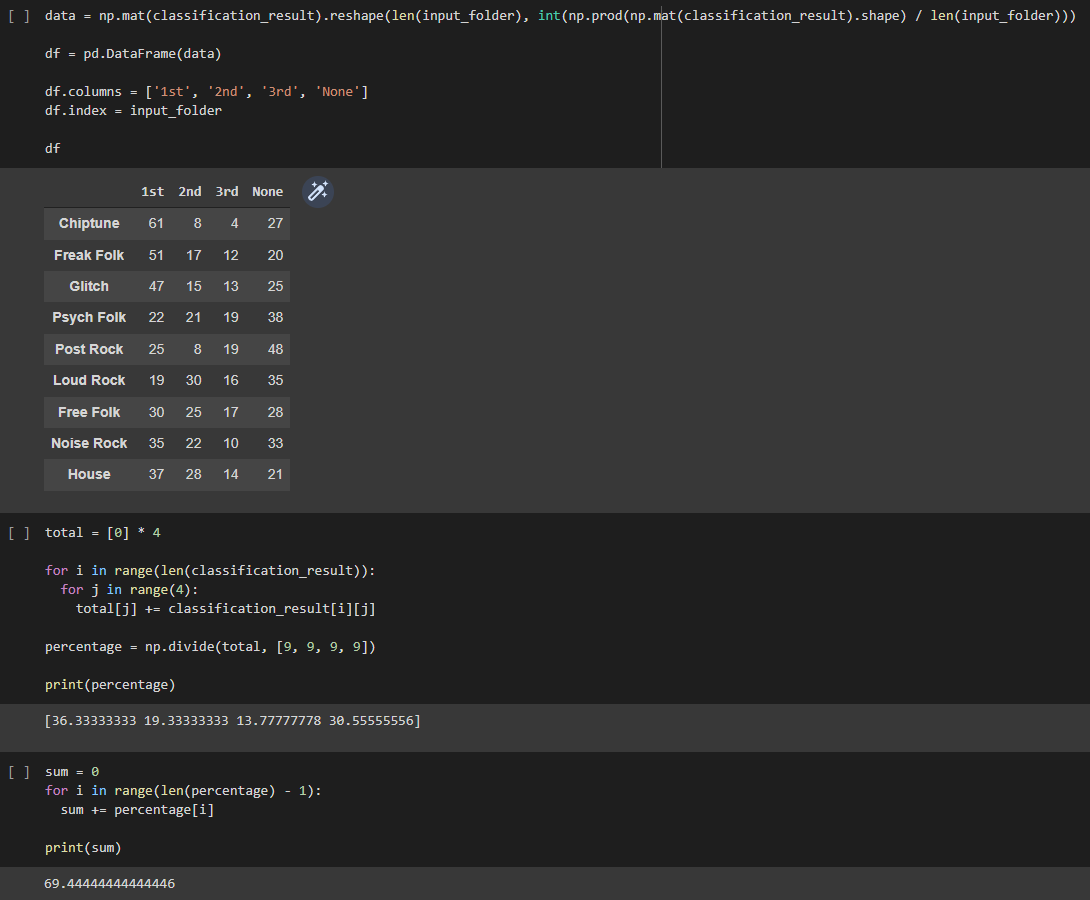 [ ] data = np.mat(classification_result).reshape(len(input_folder), int(np.prod(np.mat(classification_result).shape) / len(input_folder)))
df = pd.DataFrame(data)
df.columns = ['1st', '2nd', '3rd', 'None']
df.index = input_folder
df
1st 2nd 3rd None
Chiptune 61 8 4 27
Freak Folk 51 17 12 20
Glitch 47 15 13 25
Psych Folk 22 21 19 38
Post Rock 25 8 19 48
Loud Rock 19 30 16 35
Free Folk 30 25 17 28
Noise Rock 35 22 10 33
House 37 28 14 21
[ ] total = [0] * 4
for i in range(len(classification_result)):
  for j in range(4):
    total[j] += classification_result[i][j]
percentage = np.divide(total, [9, 9, 9, 9])
print(percentage)
[36.33333333 19.33333333 13.77777778 30.55555556]
[ ] sum = 0
for i in range(len(percentage) - 1):
  sum += percentage[i]
print(sum)
69.44444444444446